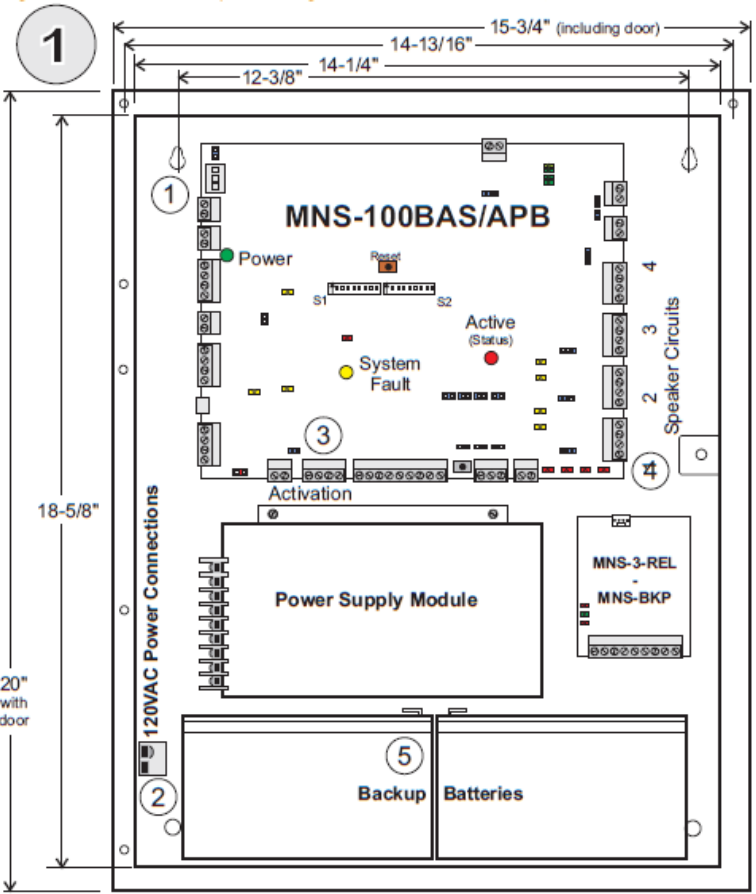 1
15-3/4" (including door)
14-13/16"
14-1/4"
12-3/8"
1
MNS-100BAS/APB
Power
Reset
S1
S2
Active
(Status)
System
Fault
4
3
2
Speaker Circuits
3
4
Activation
18-5/8"
120VAC Power Connections
Power Supply Module
MNS-3-REL
-
MNS-BKP
20"
with
door
2
5
Backup Batteries